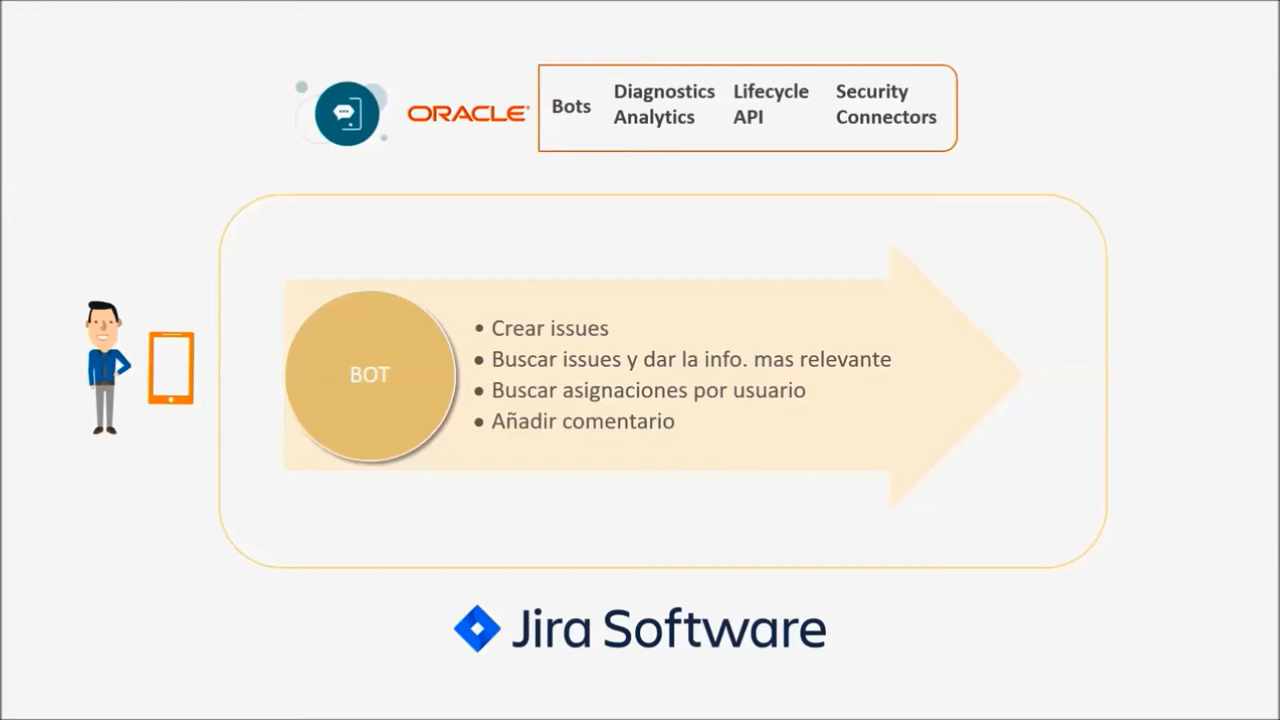 ORACLE
Bots
Diagnostics
Analytics
Lifecycle
API
Security
Connectors
BOT
• Crear issues
• Buscar issues y dar la info. mas relevante
• Buscar asignaciones por usuario
• Añadir comentario
Jira Software